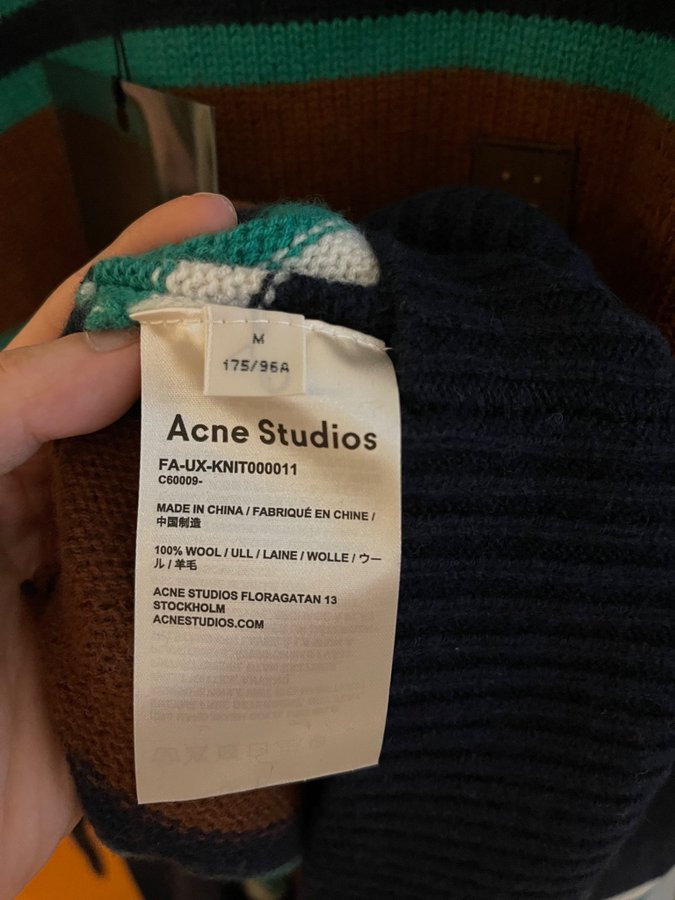 M
175/96A
Acne Studios
FA-UX-KNIT000011
C60009-
MADE IN CHINA / FABRIQUÉ EN CHINE /
中国制造
100% WOOL / ULL / LAINE / WOLLE / ウー
ル / 羊毛
ACNE STUDIOS FLORAGATAN 13
STOCKHOLM
ACNESTUDIOS.COM